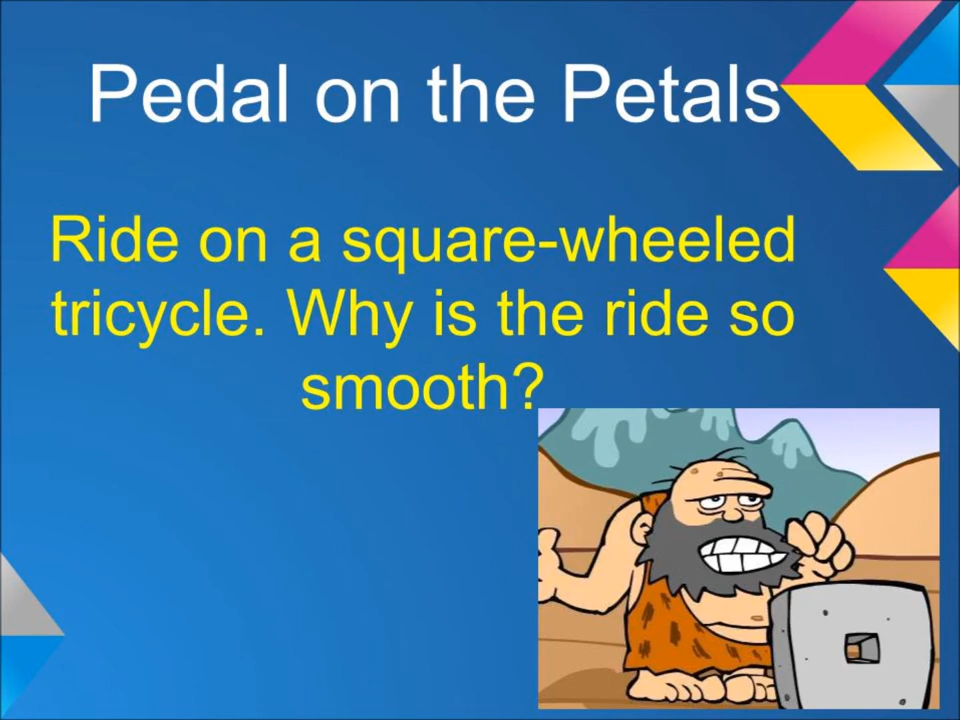 Pedal on the Petals
Ride on a square-wheeled
tricycle. Why is the ride so
smooth?